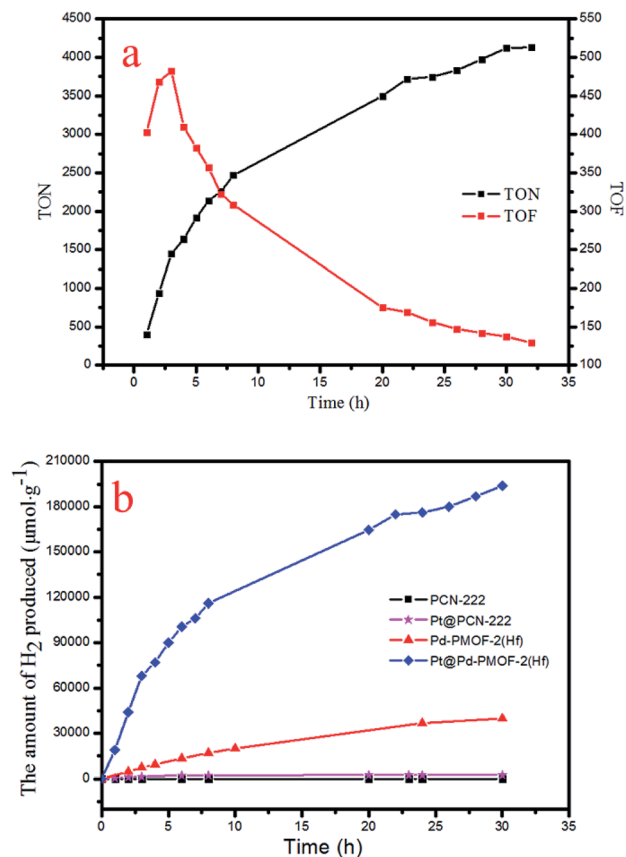 a
4500
4000
3500
3000
2500
2000
1500
1000
500
0
TON
550
500
450
400
350
300
250
200
150
100
TOF
TON
TOF
0 5 10 15 20 25 30 35
Time (h)
b
210000
180000
150000
120000
90000
60000
30000
0
The amount of H₂ produced (μmol·g⁻¹)
PCN-222
Pt@PCN-222
Pd-PMOF-2(Hf)
Pt@Pd-PMOF-2(Hf)
0 5 10 15 20 25 30 35
Time (h)